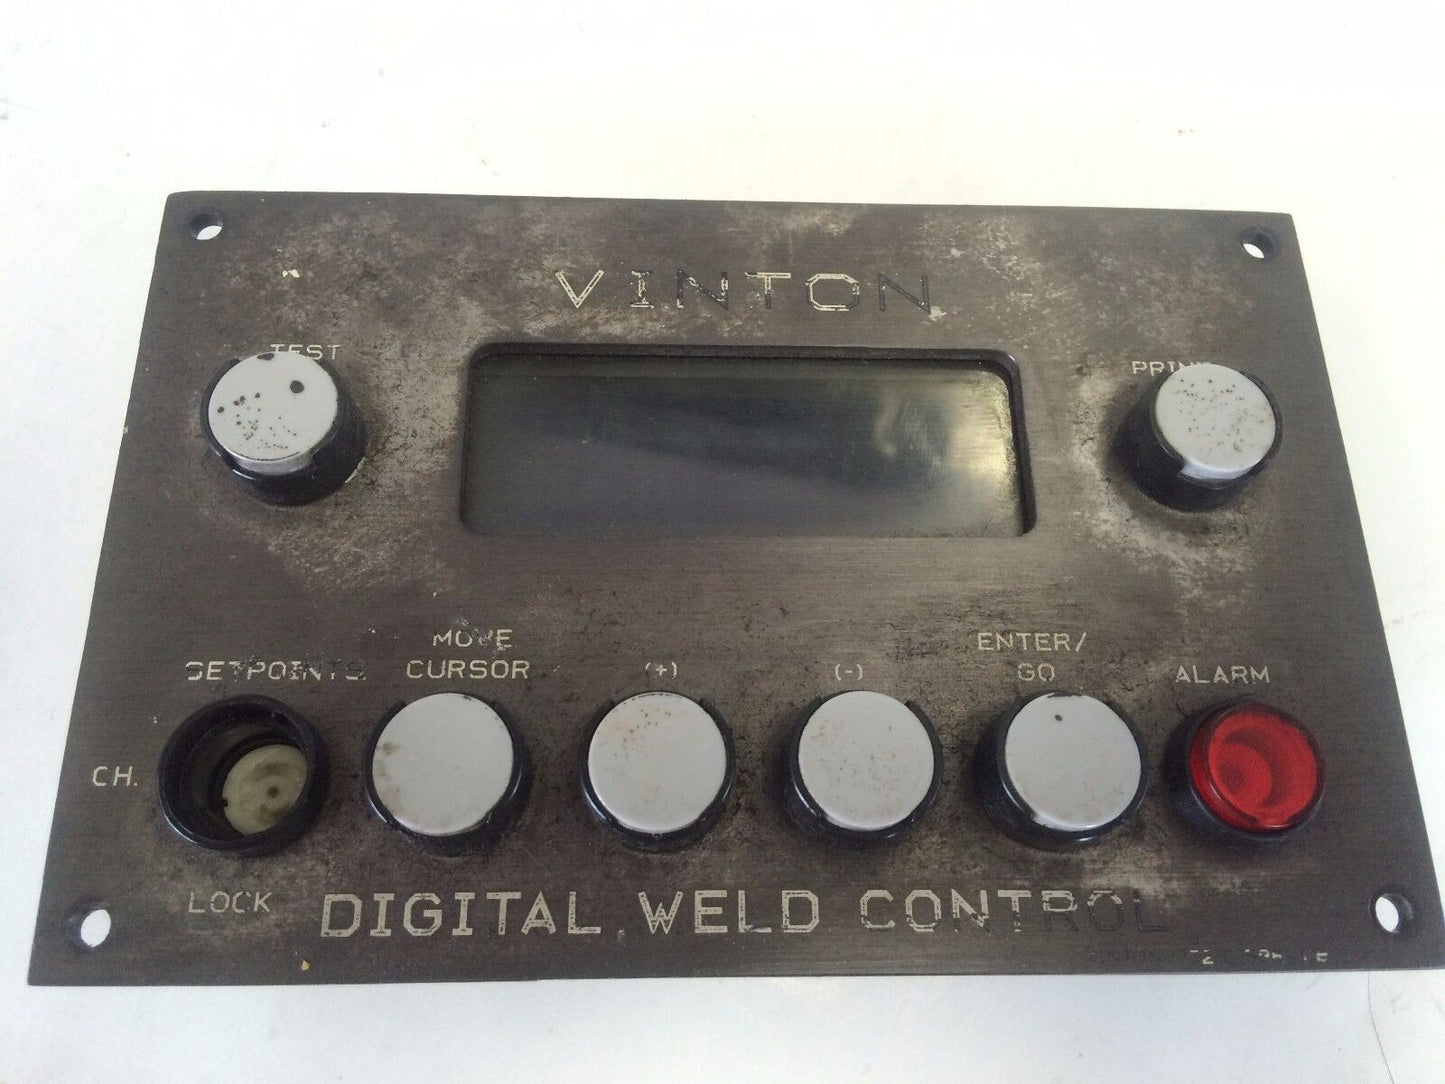 VINTON
TEST
PRINT
MOVE
CURSOR
SETPOINTS
(+)
(-)
ENTER/
GO
ALARM
CH.
LOCK
DIGITAL WELD CONTROL